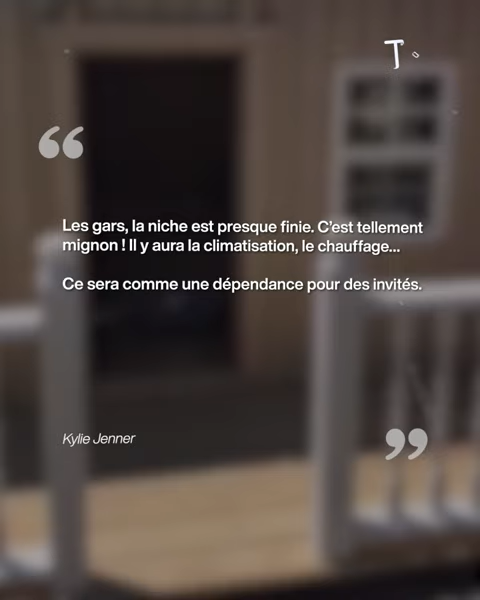 T
“
Les gars, la niche est presque finie. C’est tellement
mignon ! Il y aura la climatisation, le chauffage...
Ce sera comme une dépendance pour des invités.
Kylie Jenner
”